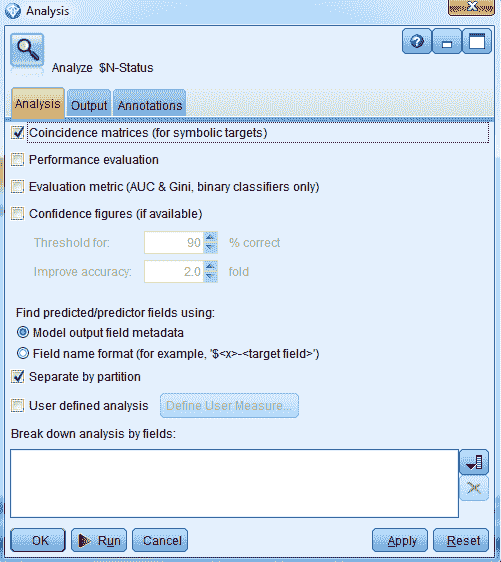 Analysis
?
Analyze $N-Status
Analysis Output Annotations
Coincidence matrices (for symbolic targets)
Performance evaluation
Evaluation metric (AUC & Gini, binary classifiers only)
Confidence figures (if available)
Threshold for: 90 % correct
Improve accuracy: 2.0 fold
Find predicted/predictor fields using:
Model output field metadata
Field name format (for example, '$<x>-<target field>')
Separate by partition
User defined analysis Define User Measure...
Break down analysis by fields:
OK Run Cancel Apply Reset